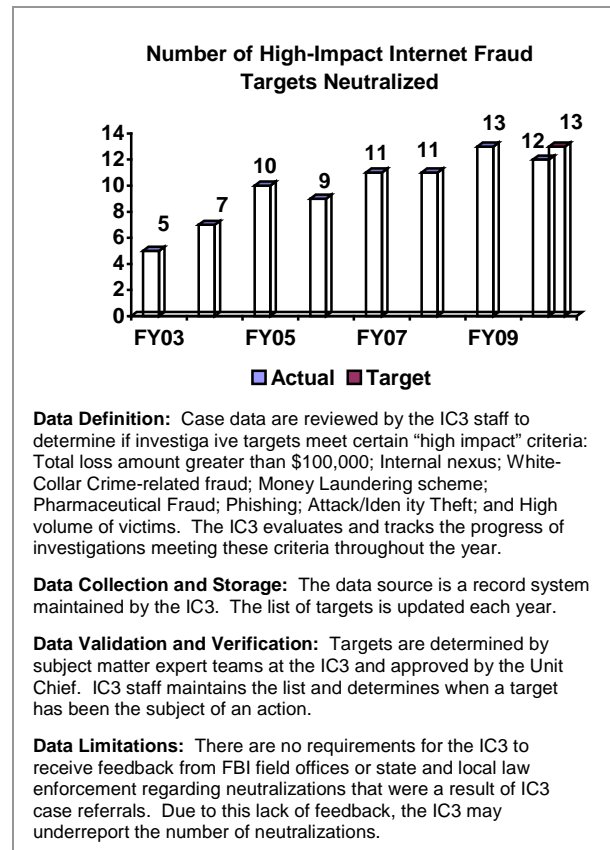 Number of High-Impact Internet Fraud
Targets Neutralized
14
12
10
8
6
4
2
0
5
7
10
9
11
11
13
12
13
FY03
FY05
FY07
FY09
Actual
Target
Data Definition: Case data are reviewed by the IC3 staff to
determine if investiga ive targets meet certain “high impact” criteria:
Total loss amount greater than $100,000; Internal nexus; White-
Collar Crime-related fraud; Money Laundering scheme;
Pharmaceutical Fraud; Phishing; Attack/Iden ity Theft; and High
volume of victims. The IC3 evaluates and tracks the progress of
investigations meeting these criteria throughout the year.
Data Collection and Storage: The data source is a record system
maintained by the IC3. The list of targets is updated each year.
Data Validation and Verification: Targets are determined by
subject matter expert teams at the IC3 and approved by the Unit
Chief. IC3 staff maintains the list and determines when a target
has been the subject of an action.
Data Limitations: There are no requirements for the IC3 to
receive feedback from FBI field offices or state and local law
enforcement regarding neutralizations that were a result of IC3
case referrals. Due to this lack of feedback, the IC3 may
underreport the number of neutralizations.